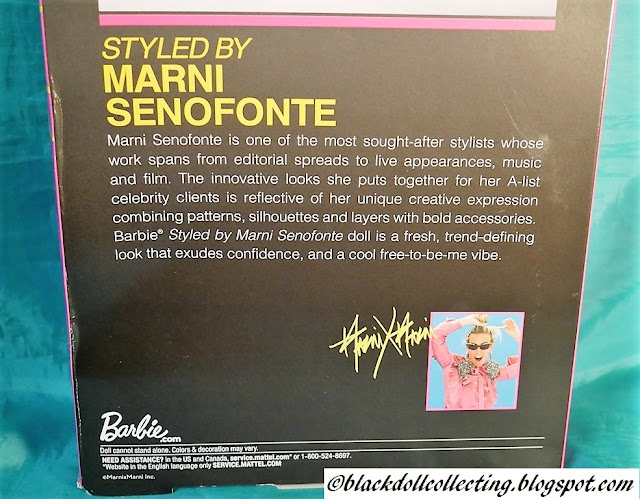 STYLED BY
MARNI
SENOFONTE
Marni Senofonte is one of the most sought-after stylists whose
work spans from editorial spreads to live appearances, music
and film. The innovative looks she puts together for her A-list
celebrity clients is reflective of her unique creative expression
combining patterns, silhouettes and layers with bold accessories.
Barbie® Styled by Marni Senofonte doll is a fresh, trend-defining
look that exudes confidence, and a cool free-to-be-me vibe.
Barbie.com
Doll cannot stand alone. Colors & decoration may vary.
NEED ASSISTANCE? In the US and Canada, service.mattel.com* or 1-800-524-8697.
*Website in the English language only SERVICE.MATTEL.COM
©MarnixMarni Inc.
©blackdollcollecting.blogspot.com